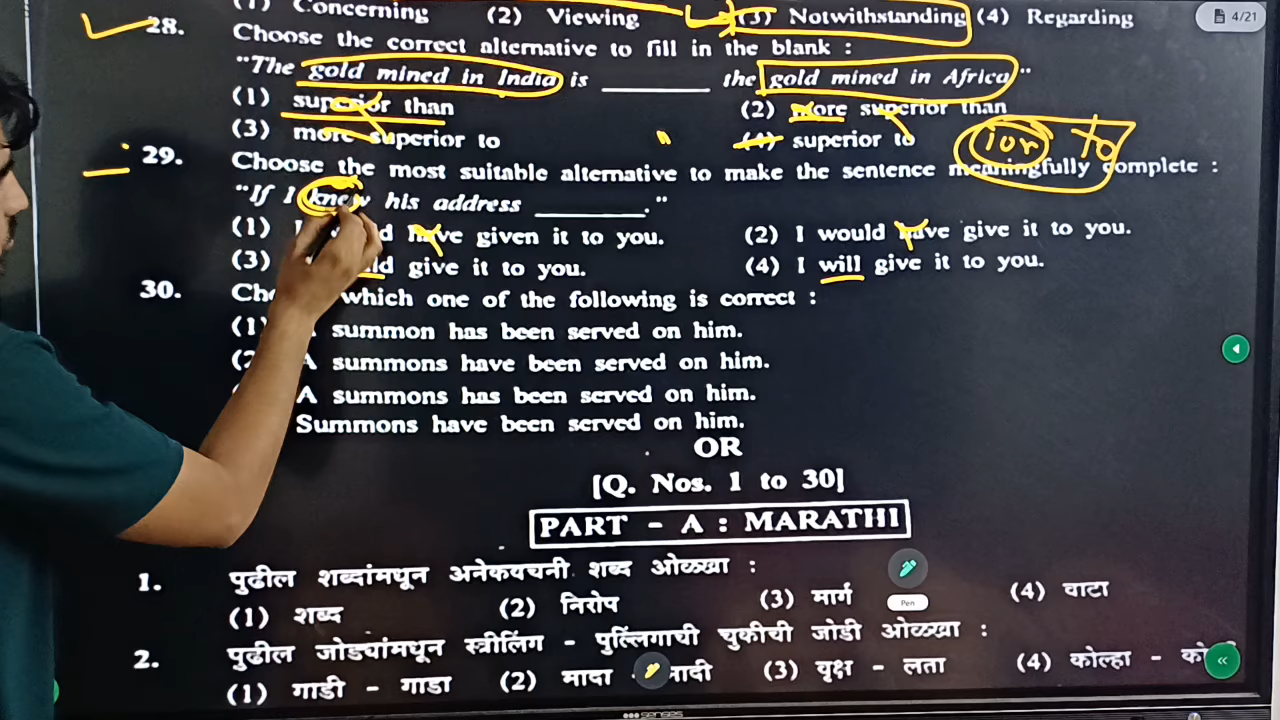 (1) Concerning (2) Viewing (3) Notwithstanding (4) Regarding
4/21
28. Choose the correct alternative to fill in the blank :
"The gold mined in India is ________ the gold mined in Africa"
(1) superior than (2) more superior than
(3) more superior to (4) superior to
ior to
29. Choose the most suitable alternative to make the sentence meaningfully complete :
"If I knew his address ________."
(1) I have given it to you. (2) I would have give it to you.
(3) give it to you. (4) I will give it to you.
30. which one of the following is correct :
(1) summon has been served on him.
(2) A summons have been served on him.
A summons has been served on him.
Summons have been served on him.
OR
[Q. Nos. 1 to 30]
PART - A : MARATHI
1. पुढील शब्दांमधून अनेकवचनी शब्द ओळखा :
(1) शब्द (2) निरोप (3) मार्ग (4) वाटा
Pen
2. पुढील जोड्यांमधून स्त्रीलिंग - पुल्लिंगाची चुकीची जोडी ओळखा :
(1) गाडी - गाडा (2) मादा - मादी (3) वृक्ष - लता (4) कोल्हा -
senses